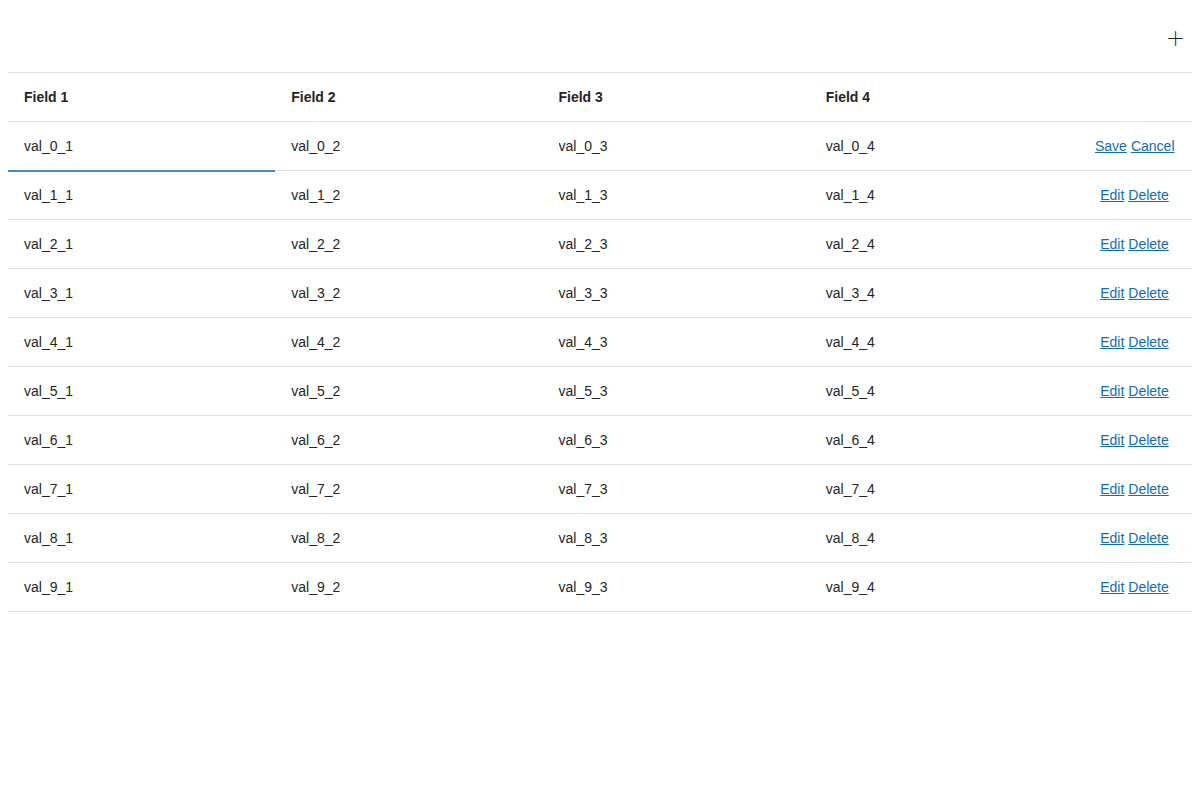 Field 1 Field 2 Field 3 Field 4
val_0_1 val_0_2 val_0_3 val_0_4 Save Cancel
val_1_1 val_1_2 val_1_3 val_1_4 Edit Delete
val_2_1 val_2_2 val_2_3 val_2_4 Edit Delete
val_3_1 val_3_2 val_3_3 val_3_4 Edit Delete
val_4_1 val_4_2 val_4_3 val_4_4 Edit Delete
val_5_1 val_5_2 val_5_3 val_5_4 Edit Delete
val_6_1 val_6_2 val_6_3 val_6_4 Edit Delete
val_7_1 val_7_2 val_7_3 val_7_4 Edit Delete
val_8_1 val_8_2 val_8_3 val_8_4 Edit Delete
val_9_1 val_9_2 val_9_3 val_9_4 Edit Delete